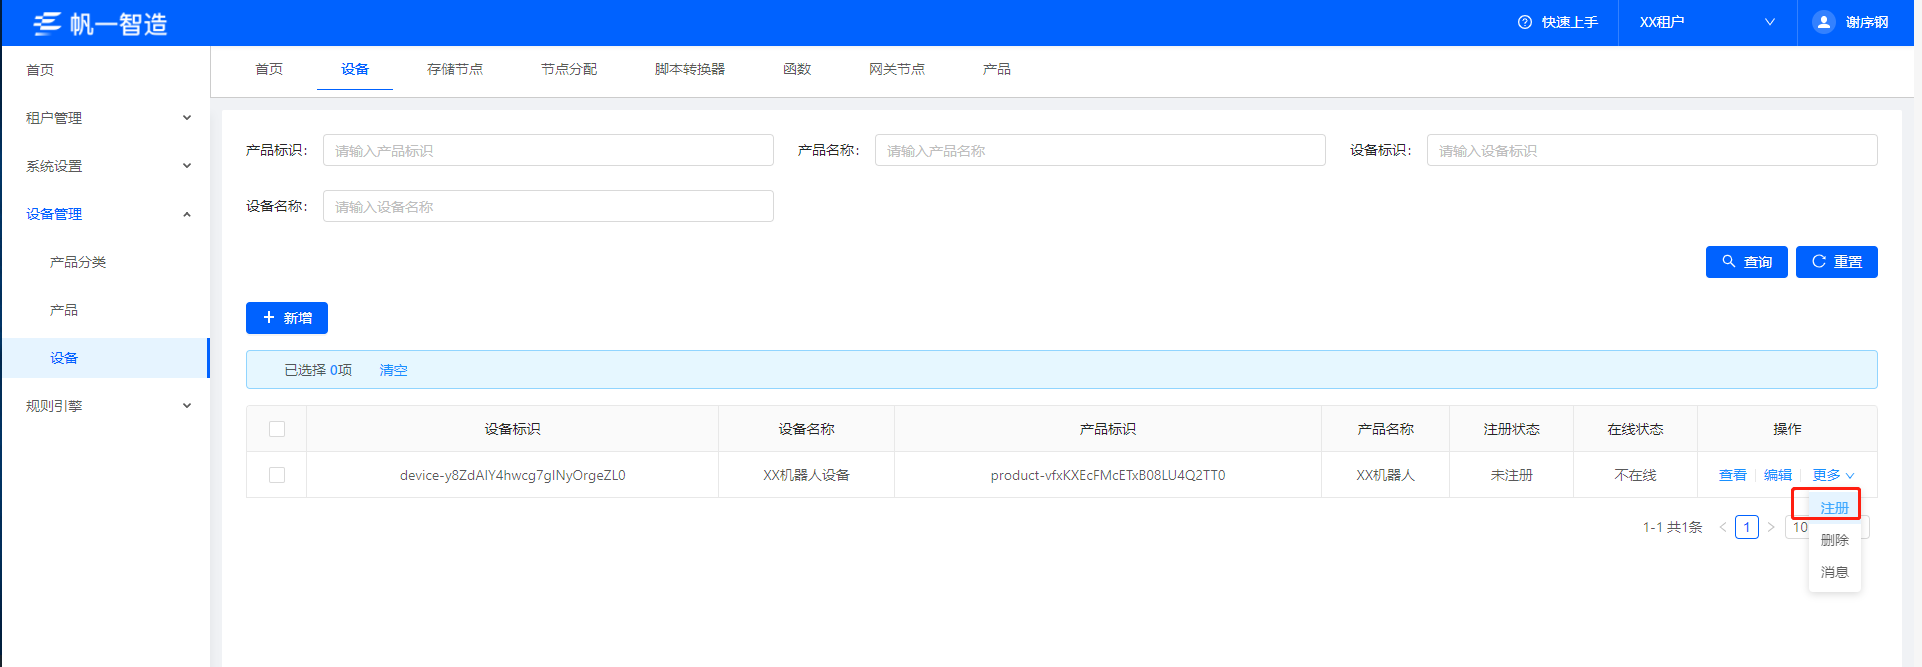 帆一智造
快速上手
XX租户
谢序钢
首页
租户管理
系统设置
设备管理
产品分类
产品
设备
规则引擎
首页 设备 存储节点 节点分配 脚本转换器 函数 网关节点 产品
产品标识： 请输入产品标识 产品名称： 请输入产品名称 设备标识： 请输入设备标识
设备名称： 请输入设备名称
查询 重置
新增
已选择 0项 清空
设备标识 设备名称 产品标识 产品名称 注册状态 在线状态 操作
device-y8ZdAIY4hwcg7gINyOrgeZL0 XX机器人设备 product-vfxKXEcFMcETxB08LU4Q2TT0 XX机器人 未注册 不在线 查看 编辑 更多
注册
1-1 共1条 < 1 > 10
删除
消息